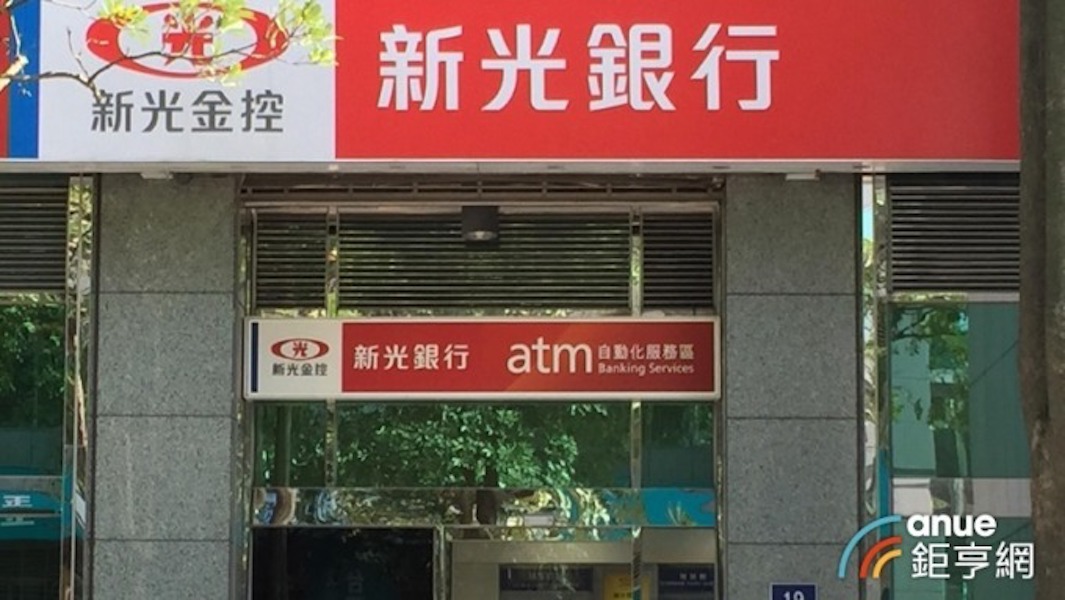 光
新光金控
新光銀行
光
新光金控
新光銀行
atm
自動化服務區
Banking Services
正
19
anue
鉅亨網